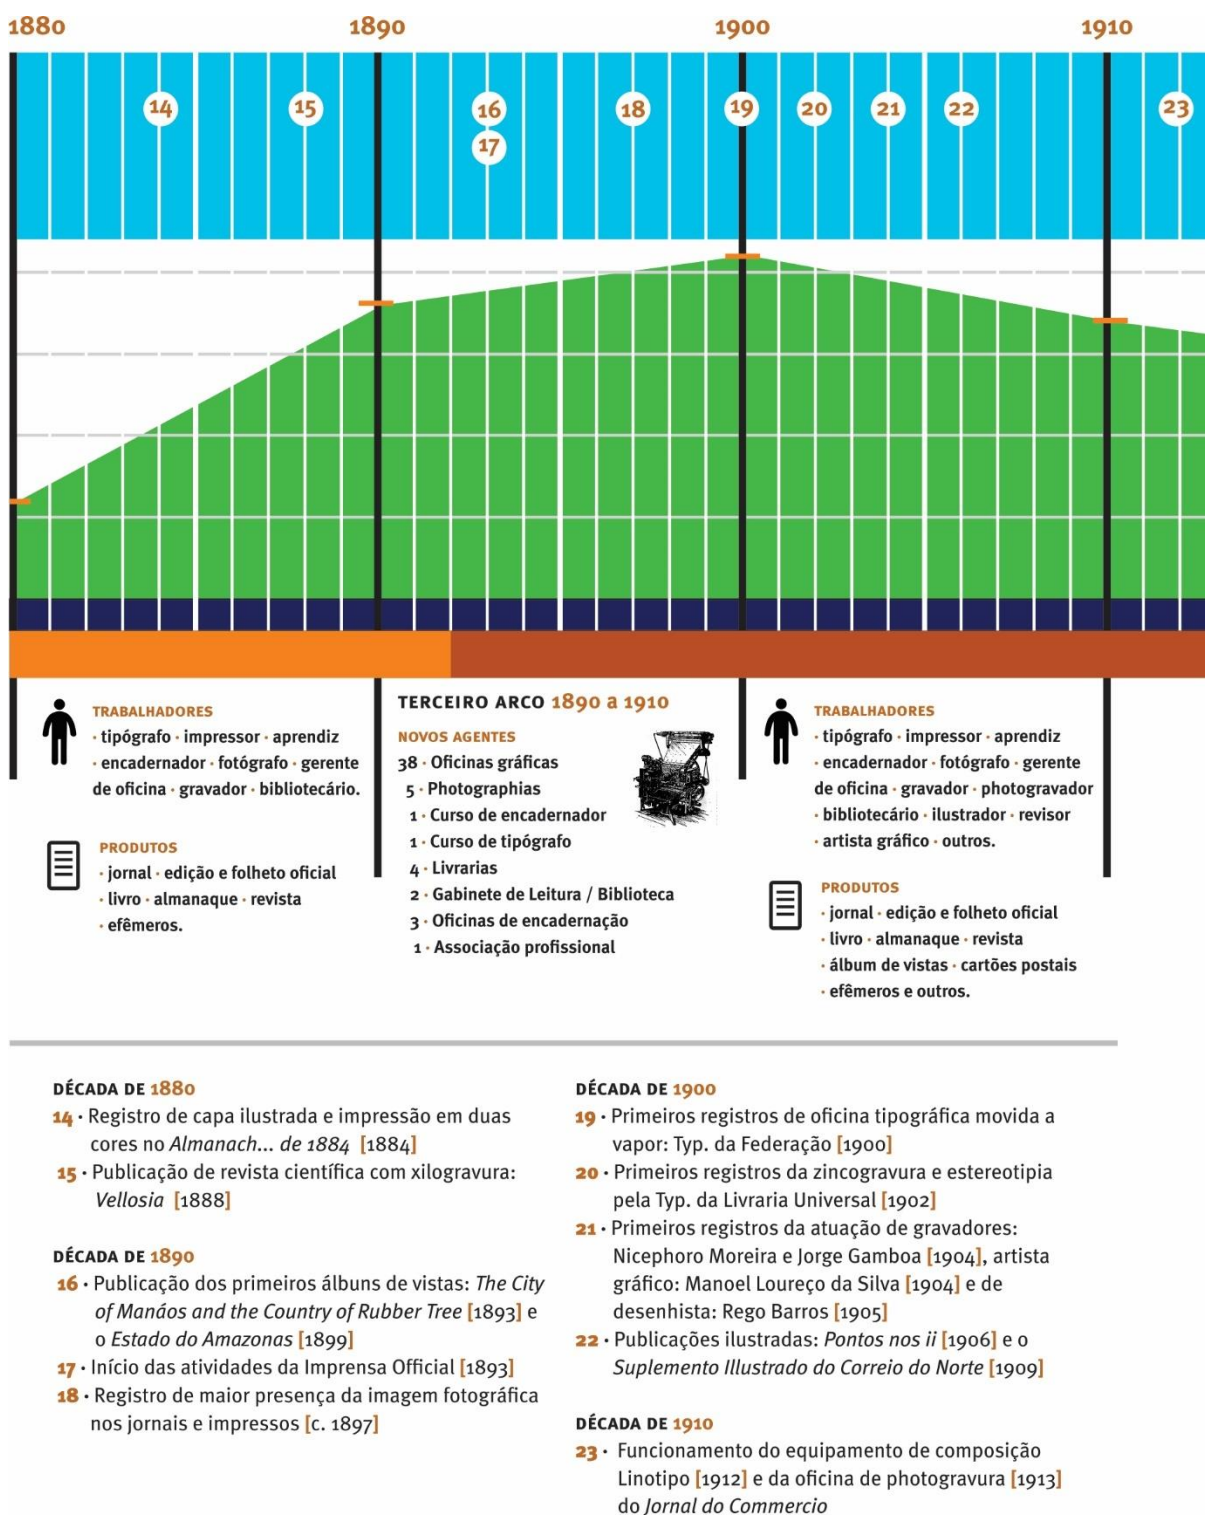 1880
1890
1900
1910
14
15
16
17
18
19
20
21
22
23
TRABALHADORES
· tipógrafo · impressor · aprendiz
· encadernador · fotógrafo · gerente
de oficina · gravador · bibliotecário.
PRODUTOS
· jornal · edição e folheto oficial
· livro · almanaque · revista
· efêmeros.
TERCEIRO ARCO 1890 a 1910
NOVOS AGENTES
38 · Oficinas gráficas
5 · Photographias
1 · Curso de encadernador
1 · Curso de tipógrafo
4 · Livrarias
2 · Gabinete de Leitura / Biblioteca
3 · Oficinas de encadernação
1 · Associação profissional
TRABALHADORES
· tipógrafo · impressor · aprendiz
· encadernador · fotógrafo · gerente
de oficina · gravador · photogravador
· bibliotecário · ilustrador · revisor
· artista gráfico · outros.
PRODUTOS
· jornal · edição e folheto oficial
· livro · almanaque · revista
· álbum de vistas · cartões postais
· efêmeros e outros.
DÉCADA DE 1880
14 · Registro de capa ilustrada e impressão em duas
cores no Almanach... de 1884 [1884]
15 · Publicação de revista científica com xilogravura:
Vellosia [1888]
DÉCADA DE 1890
16 · Publicação dos primeiros álbuns de vistas: The City
of Manáos and the Country of Rubber Tree [1893] e
o Estado do Amazonas [1899]
17 · Início das atividades da Imprensa Official [1893]
18 · Registro de maior presença da imagem fotográfica
nos jornais e impressos [c. 1897]
DÉCADA DE 1900
19 · Primeiros registros de oficina tipográfica movida a
vapor: Typ. da Federação [1900]
20 · Primeiros registros da zincogravura e estereotipia
pela Typ. da Livraria Universal [1902]
21 · Primeiros registros da atuação de gravadores:
Nicephoro Moreira e Jorge Gamboa [1904], artista
gráfico: Manoel Loureço da Silva [1904] e de
desenhista: Rego Barros [1905]
22 · Publicações ilustradas: Pontos nos ii [1906] e o
Suplemento Illustrado do Correio do Norte [1909]
DÉCADA DE 1910
23 · Funcionamento do equipamento de composição
Linotipo [1912] e da oficina de photogravura [1913]
do Jornal do Commercio